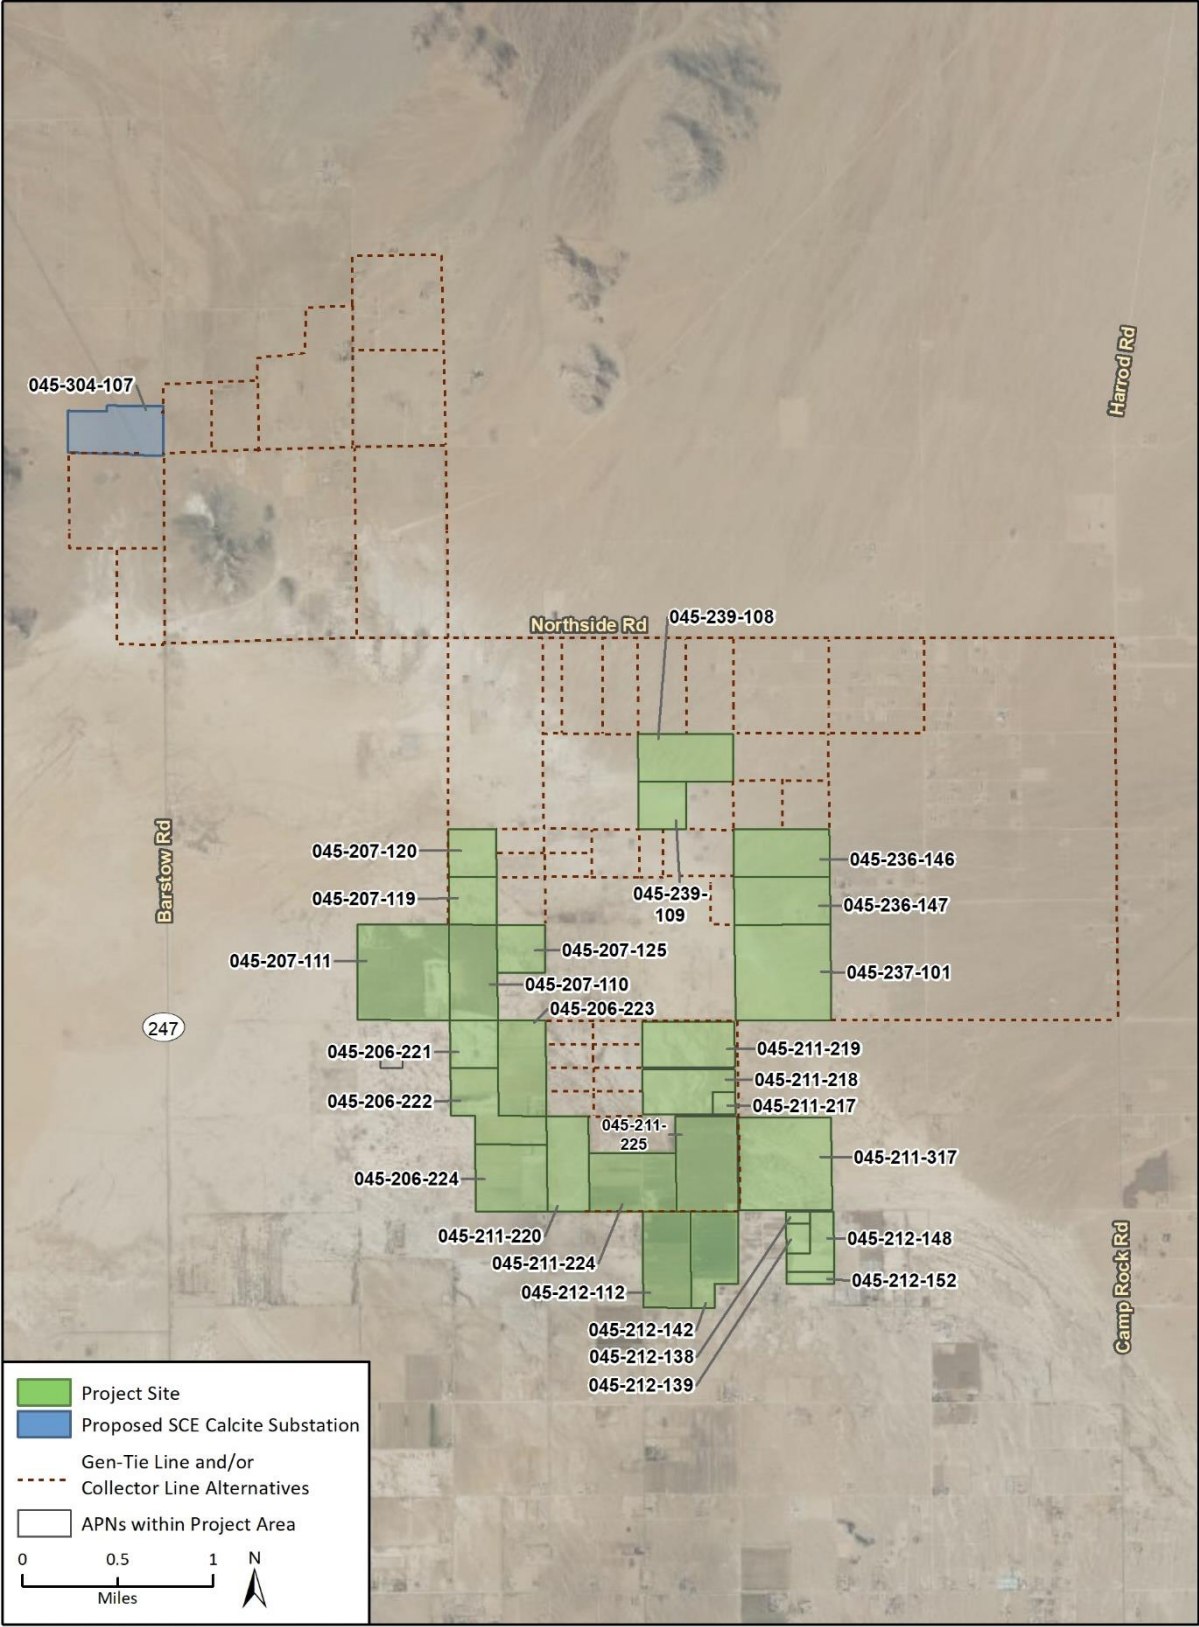 Harrod Rd
045-304-107
Northside Rd
045-239-108
Barstow Rd
045-207-120
045-236-146
045-207-119
045-239-
109
045-236-147
045-207-111
045-207-125
045-237-101
045-207-110
045-206-223
247
045-206-221
045-211-219
045-211-218
045-206-222
045-211-217
045-211-
225
045-211-317
045-206-224
045-211-220
045-212-148
045-211-224
045-212-152
045-212-112
Camp Rock Rd
045-212-142
045-212-138
045-212-139
Project Site
Proposed SCE Calcite Substation
Gen-Tie Line and/or
Collector Line Alternatives
APNs within Project Area
0 0.5 1
Miles
N